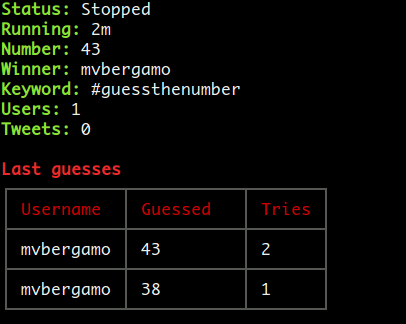 Status: Stopped
Running: 2m
Number: 43
Winner: mvbergamo
Keyword: #guessthenumber
Users: 1
Tweets: 0
Last guesses
Username Guessed Tries
mvbergamo 43 2
mvbergamo 38 1